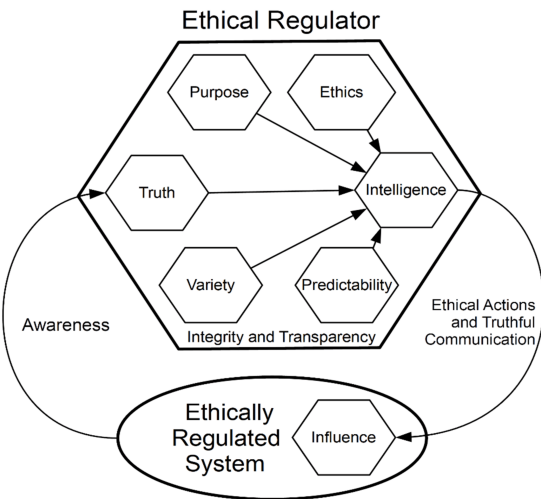 Ethical Regulator
Purpose
Ethics
Truth
Intelligence
Variety
Predictability
Integrity and Transparency
Awareness
Ethical Actions
and Truthful
Communication
Ethically
Regulated
System
Influence